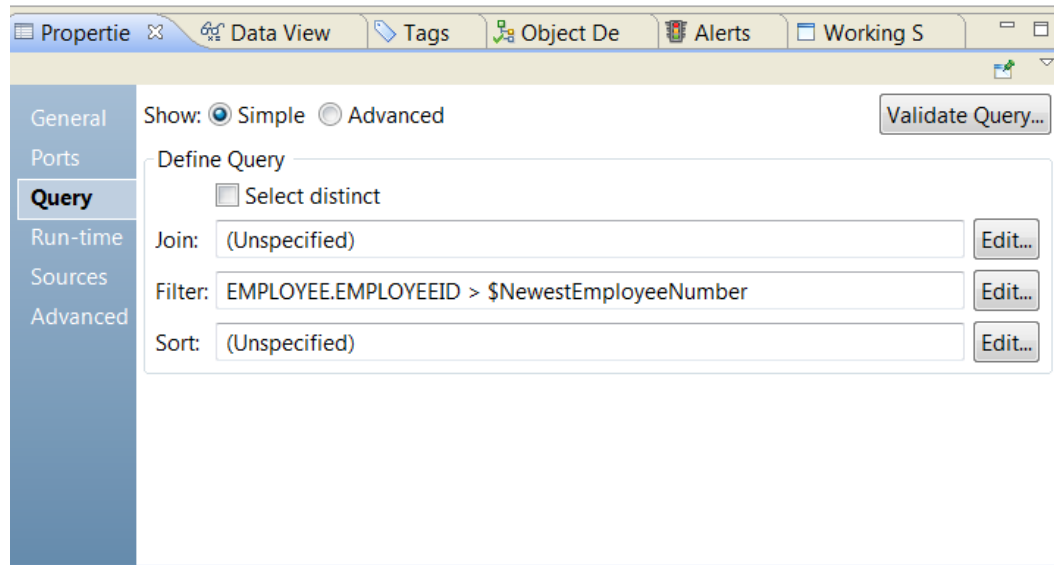 Propertie Data View Tags Object De Alerts Working S
General
Ports
Query
Run-time
Sources
Advanced
Show: Simple Advanced Validate Query...
Define Query
Select distinct
Join: (Unspecified) Edit...
Filter: EMPLOYEE.EMPLOYEEID > $NewestEmployeeNumber Edit...
Sort: (Unspecified) Edit...